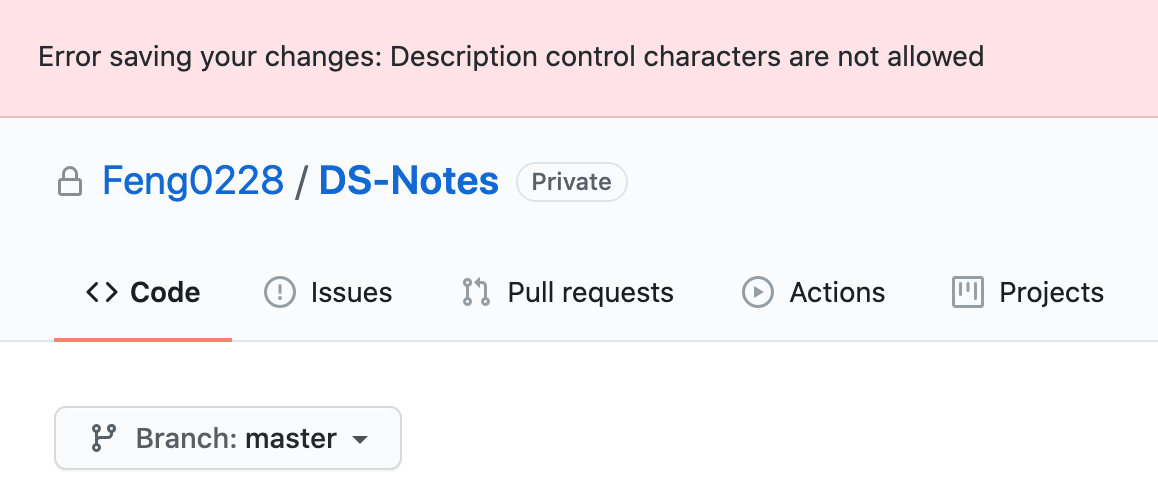 Error saving your changes: Description control characters are not allowed
Feng0228 / DS-Notes Private
Code Issues Pull requests Actions Projects
Branch: master